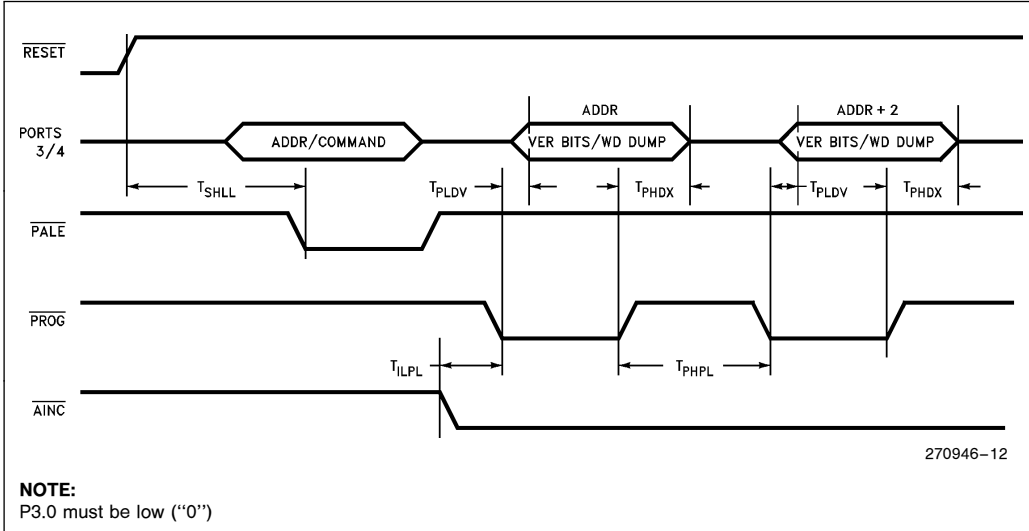 RESET
PORTS
3/4
ADDR/COMMAND
ADDR
VER BITS/WD DUMP
ADDR + 2
VER BITS/WD DUMP
TSHLL
TPLDV
TPHDX
TPLDV
TPHDX
PALE
PROG
TILPL
TPHPL
AINC
270946–12
NOTE:
P3.0 must be low (‘‘0’’)